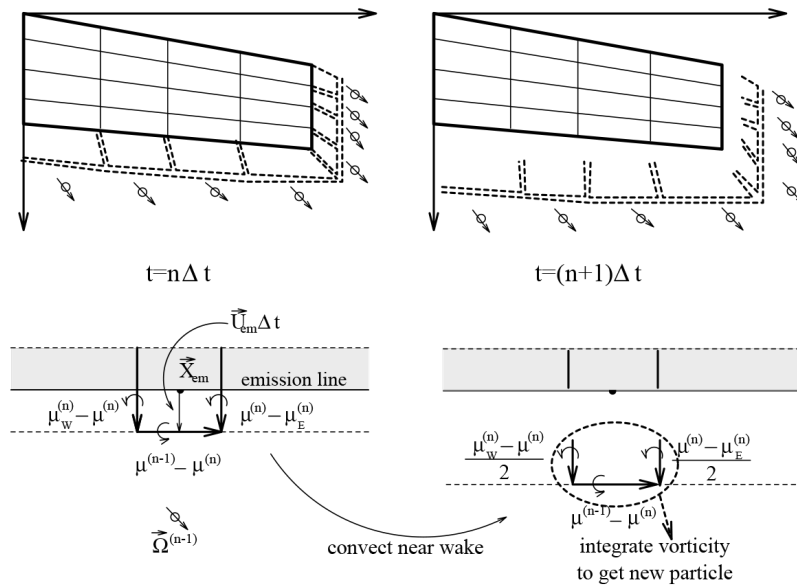 t=nΔt
t=(n+1)Δt
U⃗emΔt
X⃗em
emission line
μW(n)−μ(n)
μ(n)−μE(n)
μ(n-1)−μ(n)
Ω⃗(n-1)
convect near wake
μW(n)−μ(n)
2
μ(n)−μE(n)
2
μ(n-1)−μ(n)
integrate vorticity
to get new particle